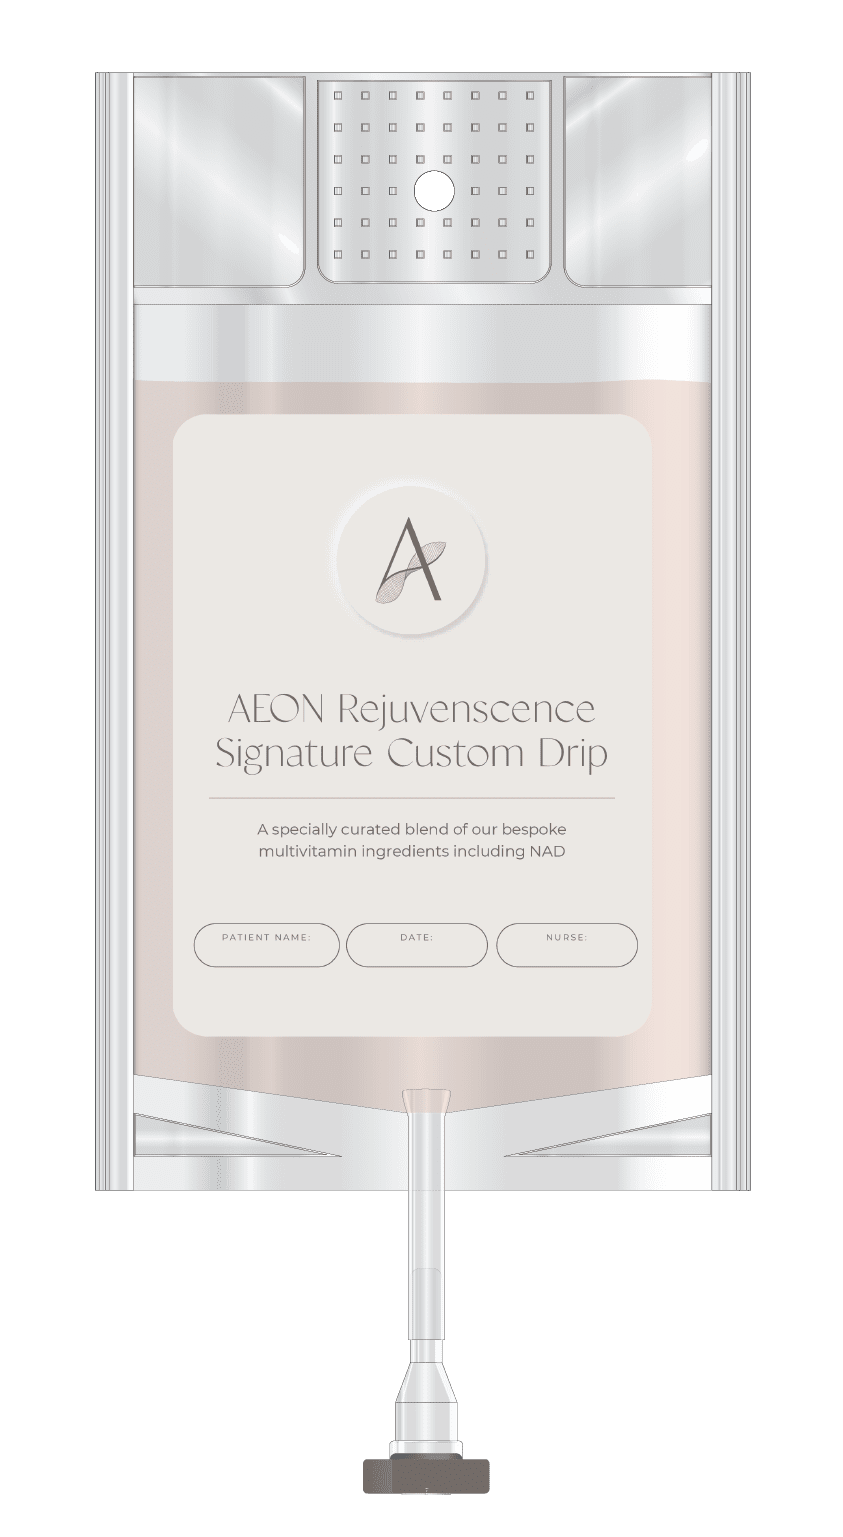 A
AEON Rejuvenscence
Signature Custom Drip
A specially curated blend of our bespoke
multivitamin ingredients including NAD
PATIENT NAME: DATE: NURSE: